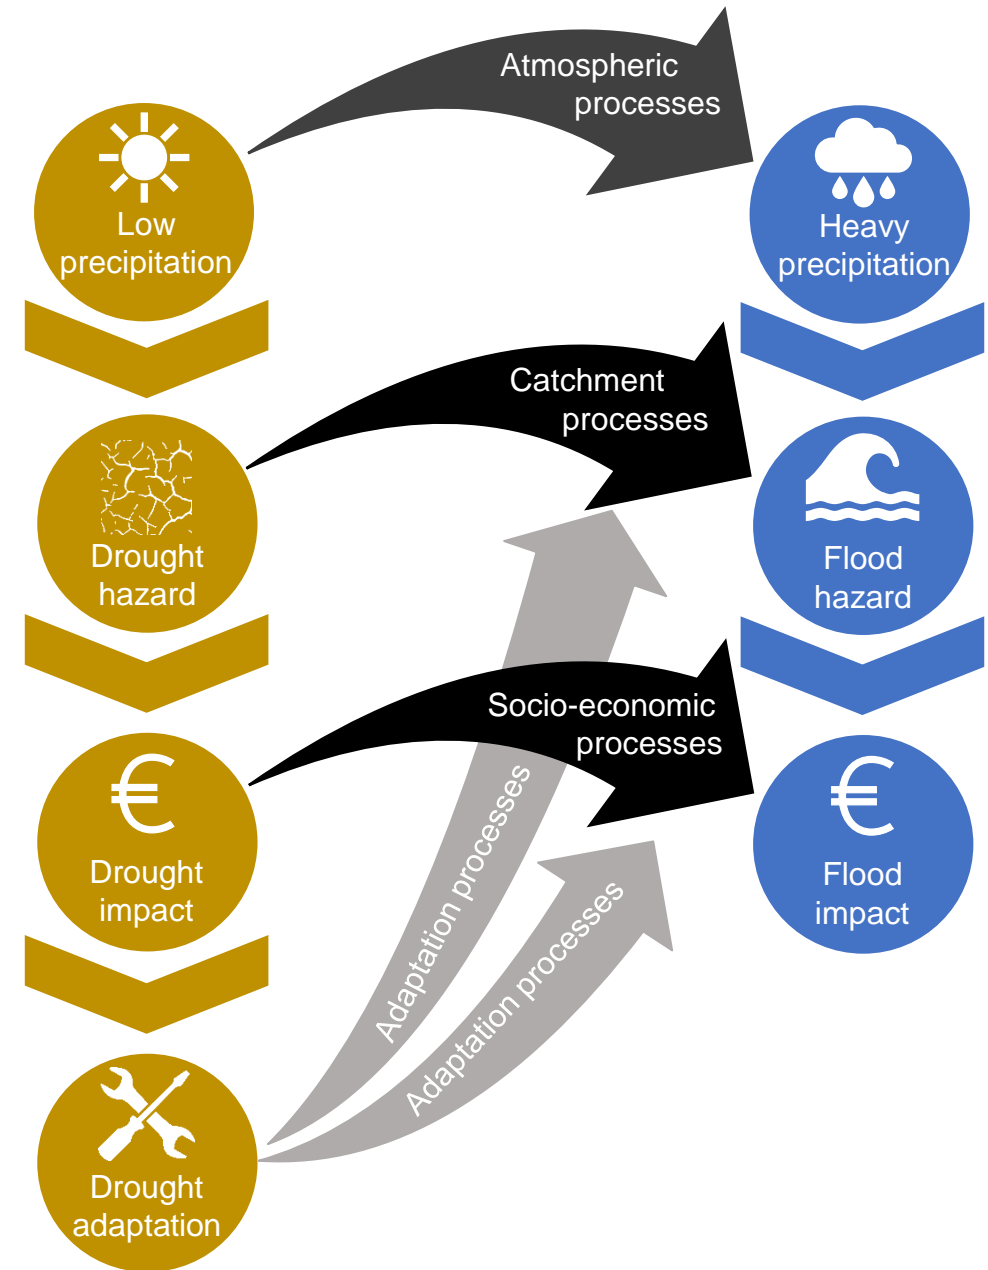 Atmospheric
processes
Low
precipitation
Heavy
precipitation
Catchment
processes
Drought
hazard
Flood
hazard
Socio-economic
processes
€
Drought
impact
€
Flood
impact
Adaptation processes
Adaptation processes
Drought
adaptation